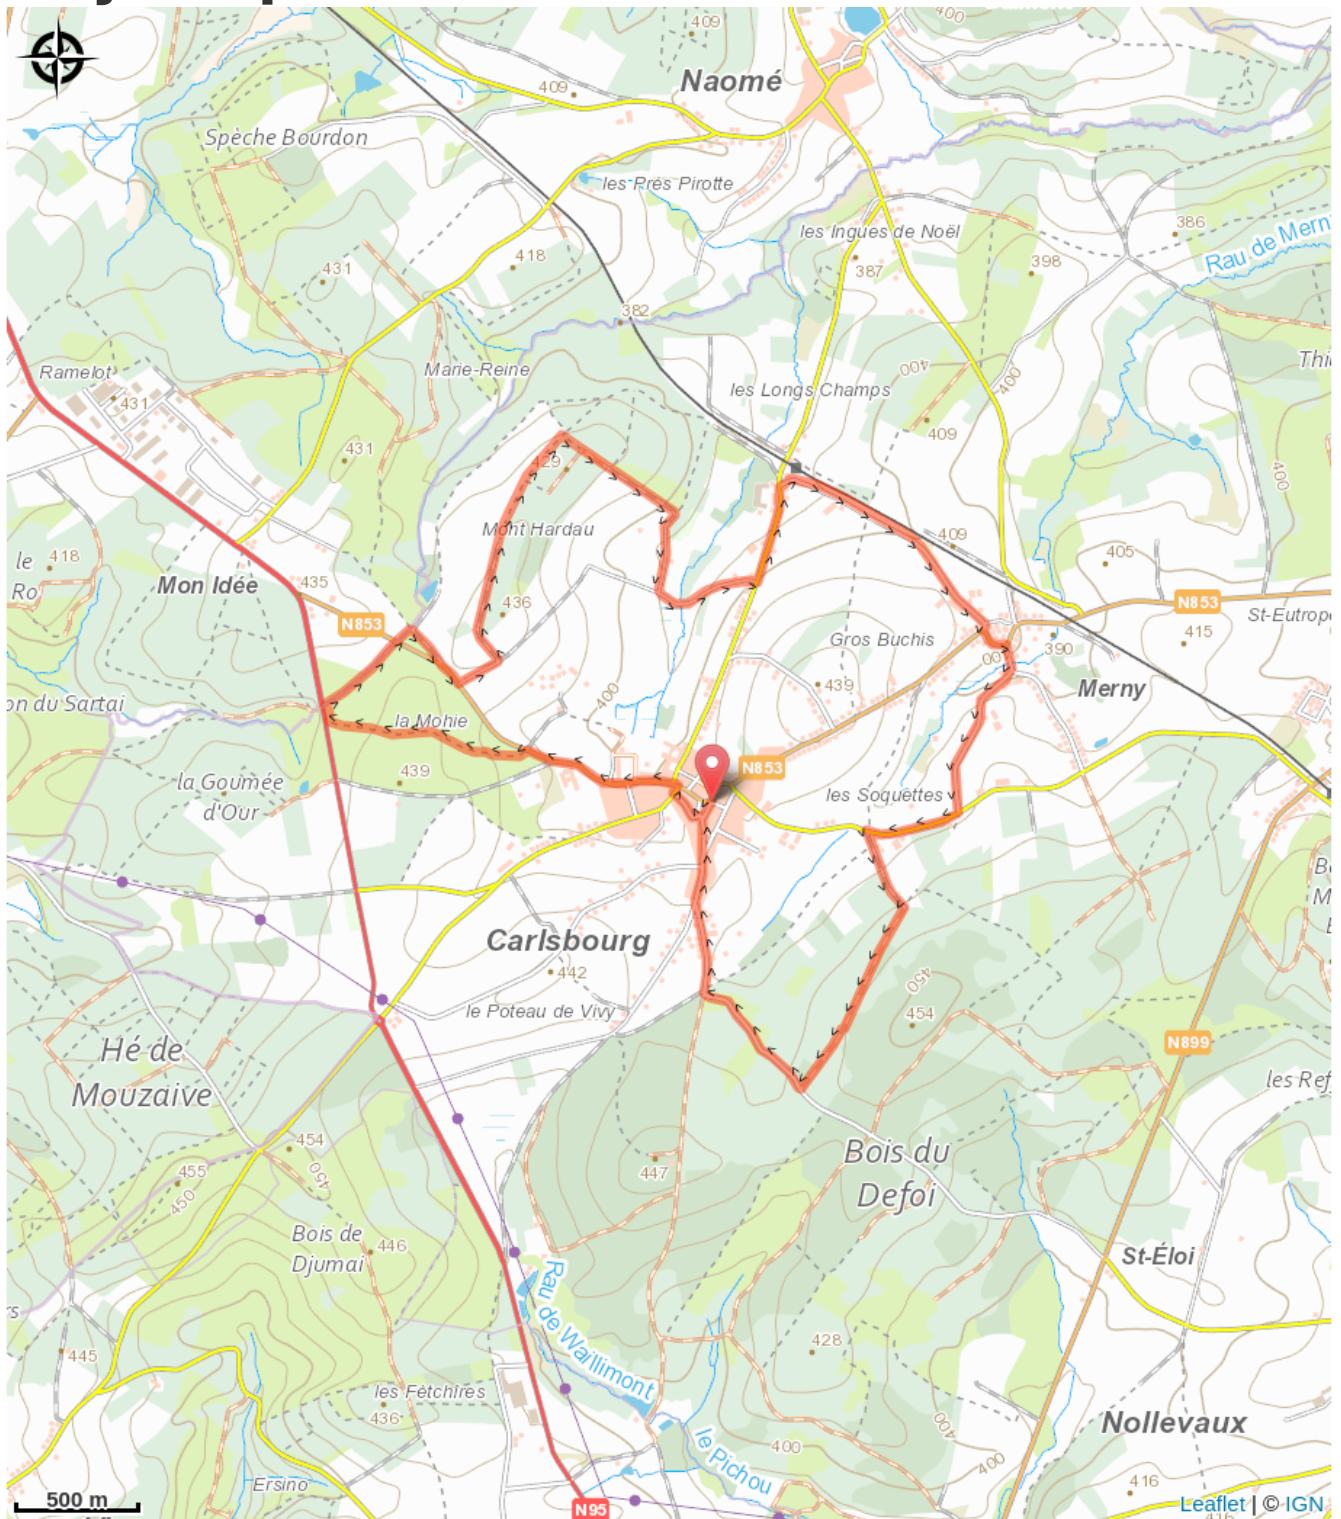 400
409
Naomé
409
Spèche Bourdon
les Prés Pirotte
386
les Ingues de Noël
Rau de Mern
418
431
387
398
382
Ramelot
Marie-Reine
400
400
Thi
431
les Longs Champs
409
431
429
400
Mont Hardau
409
le
Ro
418
405
Mon Idée
435
436
N853
N853
St-Eutrope
415
Gros Buchis
390
on du Sartai
400
439
Merny
la Mohie
N853
la Goumée
d'Our
439
les Soquettes
Carlsbourg
442
450
le Poteau de Vivy
454
Hé de
Mouzaive
N899
les Ref
454
455
450
450
447
Bois du
Defoi
Bois de
Djumai
446
St-Éloi
Rau de Waillimont
rs
445
428
les Fètchîres
436
400
Nollevaux
le Pichou
400
400
Ersino
416
500 m
N95
Leaflet | © IGN